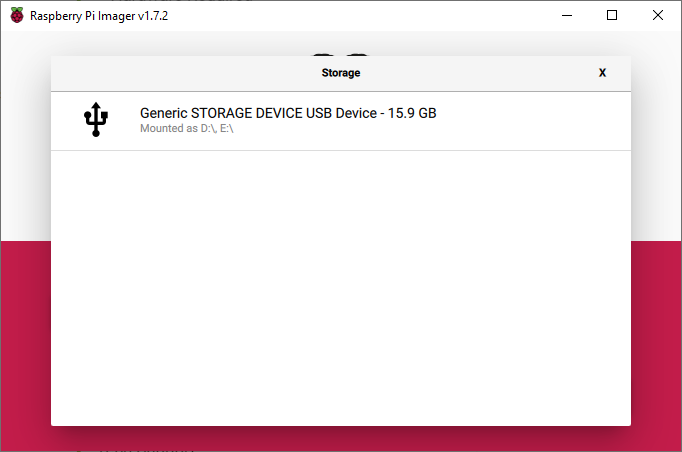 Raspberry Pi Imager v1.7.2
Storage
X
Generic STORAGE DEVICE USB Device - 15.9 GB
Mounted as D:\, E:\